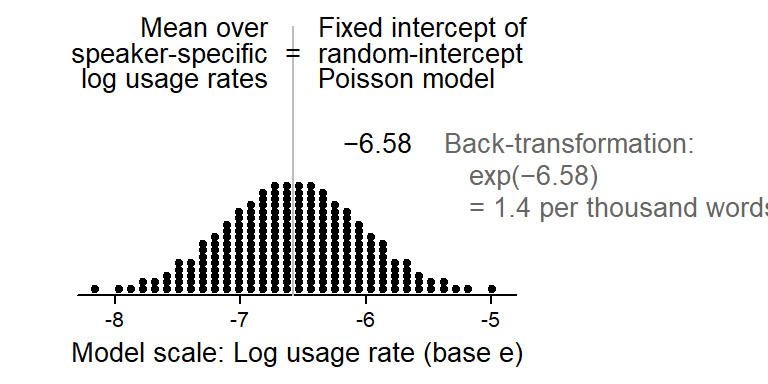 Mean over
speaker-specific
log usage rates
=
Fixed intercept of
random-intercept
Poisson model
−6.58
Back-transformation:
exp(−6.58)
= 1.4 per thousand words
-8 -7 -6 -5
Model scale: Log usage rate (base e)